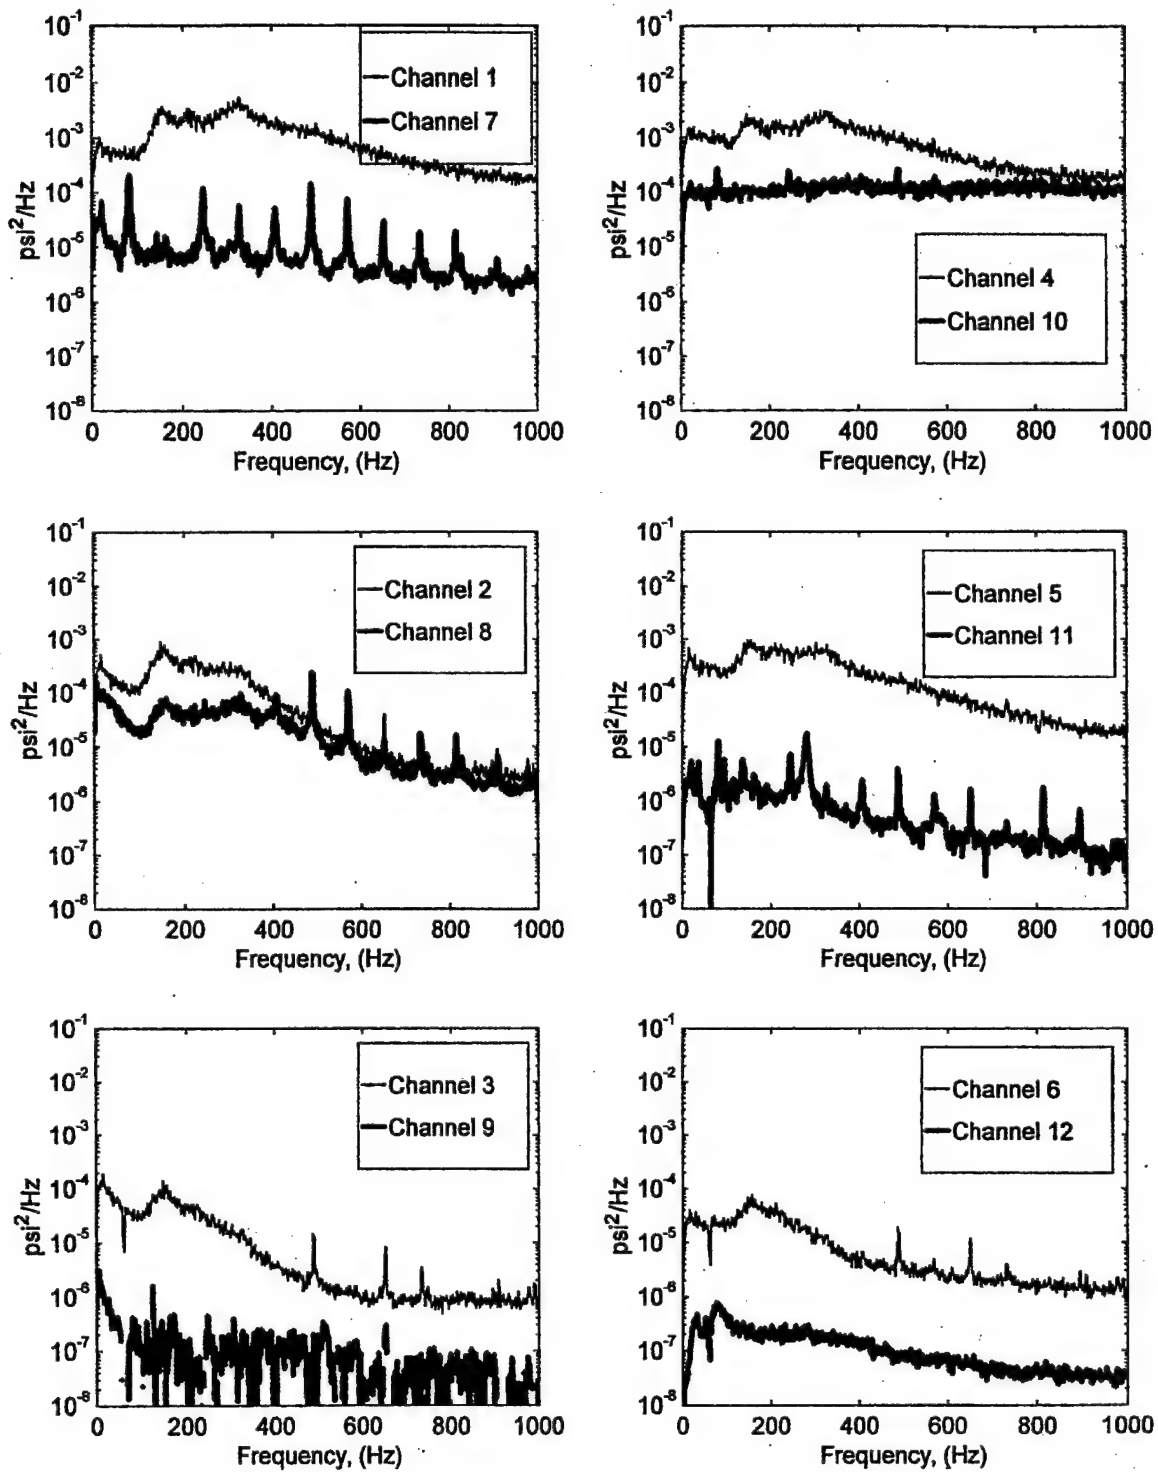 10-1
10-2
10-3
10-4
10-5
10-6
10-7
10-8
psi2/Hz
Channel 1
Channel 7
0 200 400 600 800 1000
Frequency, (Hz)
10-1
10-2
10-3
10-4
10-5
10-6
10-7
10-8
psi2/Hz
Channel 4
Channel 10
0 200 400 600 800 1000
Frequency, (Hz)
10-1
10-2
10-3
10-4
10-5
10-6
10-7
10-8
psi2/Hz
Channel 2
Channel 8
0 200 400 600 800 1000
Frequency, (Hz)
10-1
10-2
10-3
10-4
10-5
10-6
10-7
10-8
psi2/Hz
Channel 5
Channel 11
0 200 400 600 800 1000
Frequency, (Hz)
10-1
10-2
10-3
10-4
10-5
10-6
10-7
10-8
psi2/Hz
Channel 3
Channel 9
0 200 400 600 800 1000
Frequency, (Hz)
10-1
10-2
10-3
10-4
10-5
10-6
10-7
10-8
psi2/Hz
Channel 6
Channel 12
0 200 400 600 800 1000
Frequency, (Hz)